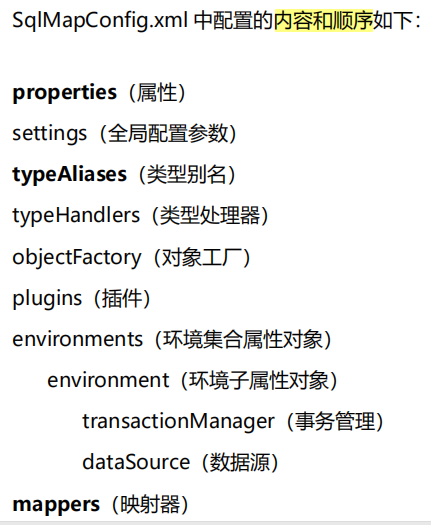 SqlMapConfig.xml 中配置的内容和顺序如下：
properties（属性）
settings（全局配置参数）
typeAliases（类型别名）
typeHandlers（类型处理器）
objectFactory（对象工厂）
plugins（插件）
environments（环境集合属性对象）
environment（环境子属性对象）
transactionManager（事务管理）
dataSource（数据源）
mappers（映射器）